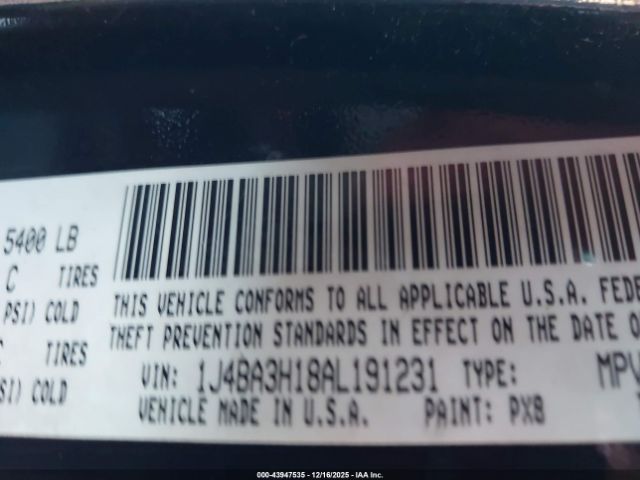 5400 LB
C TIRES
PSI) COLD
THIS VEHICLE CONFORMS TO ALL APPLICABLE U.S.A. FEDE
THEFT PREVENTION STANDARDS IN EFFECT ON THE DATE O
C TIRES
SI) COLD
VIN: 1J4BA3H18AL191231 TYPE: MPV
VEHICLE MADE IN U.S.A. PAINT: PX8
000-43947535 - 12/16/2025 - IAA Inc.